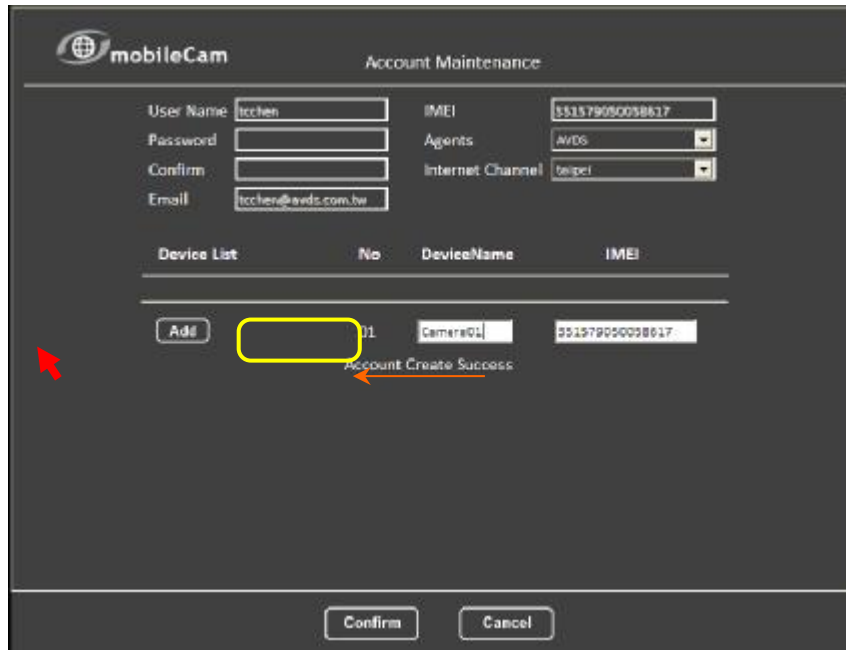 mobileCam
Account Maintenance
User Name tcchen IMEI 351579050058617
Password Agents AVDS
Confirm Internet Channel taipei
Email tcchen@avds.com.tw
Device List No DeviceName IMEI
Add 01 Camera01 351579050058617
Account Create Success
Confirm Cancel